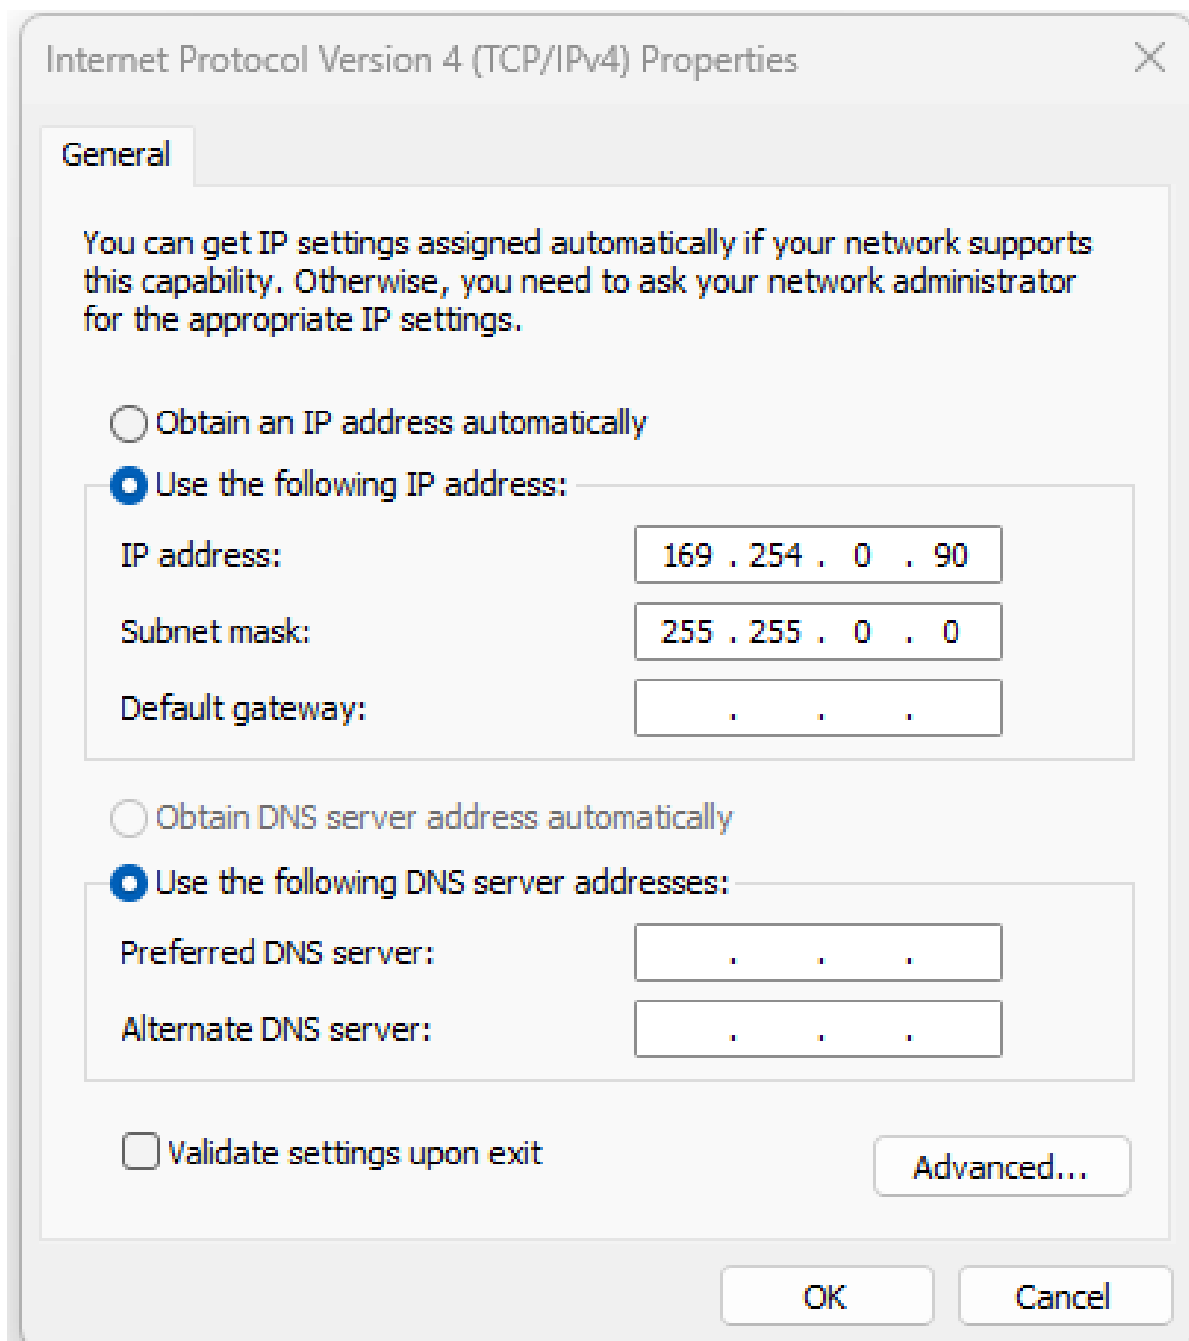 Internet Protocol Version 4 (TCP/IPv4) Properties
General
You can get IP settings assigned automatically if your network supports
this capability. Otherwise, you need to ask your network administrator
for the appropriate IP settings.
Obtain an IP address automatically
Use the following IP address:
IP address: 169 . 254 . 0 . 90
Subnet mask: 255 . 255 . 0 . 0
Default gateway: . . .
Obtain DNS server address automatically
Use the following DNS server addresses:
Preferred DNS server: . . .
Alternate DNS server: . . .
Validate settings upon exit
Advanced...
OK Cancel